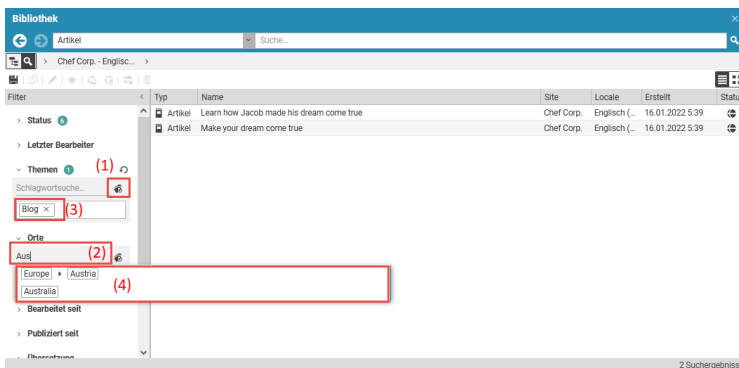 Bibliothek
Artikel Suche...
Chef Corp. - Englisc...
Filter Typ Name Site Locale Erstellt Statu
Status 6
Artikel Learn how Jacob made his dream come true Chef Corp. Englisch (... 16.01.2022 5:39
Artikel Make your dream come true Chef Corp. Englisch (... 16.01.2022 5:39
Letzter Bearbeiter
Themen 1 (1)
Schlagwortsuche...
Blog × (3)
Orte
Aus (2)
Europe Austria
Australia (4)
Bearbeitet seit
Publiziert seit
Übersetzung
2 Suchergebniss